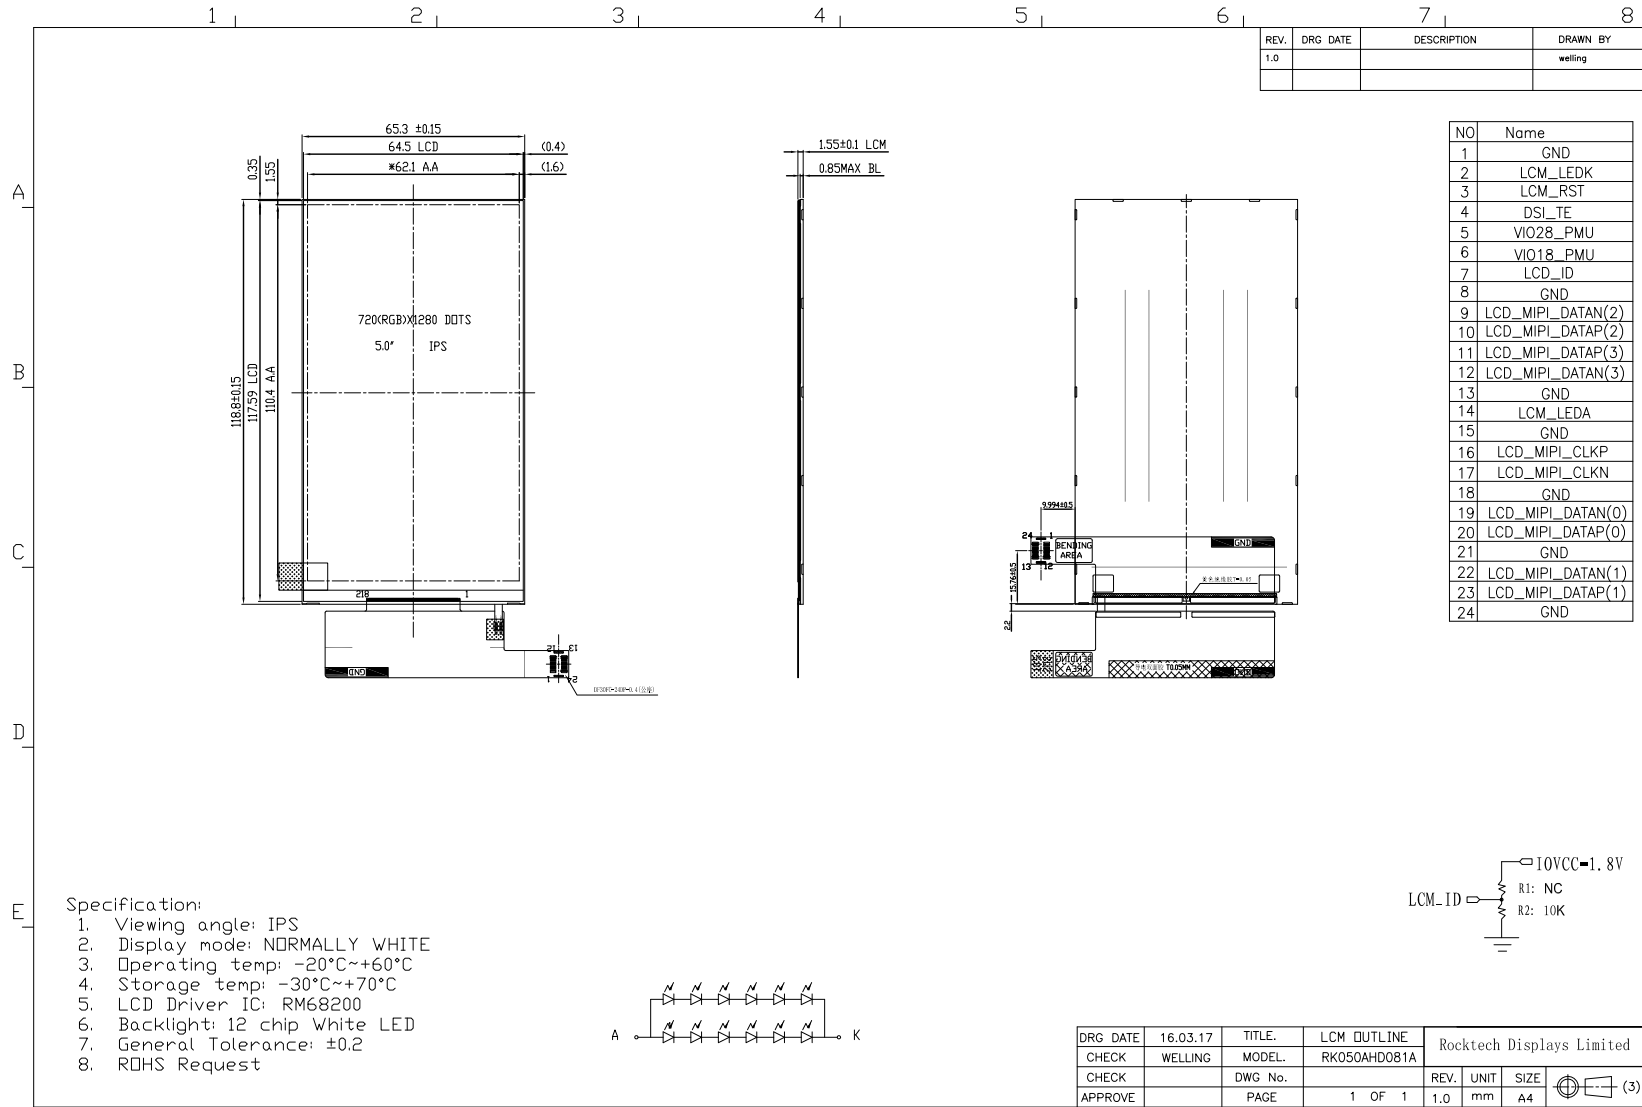 1 2 3 4 5 6 7 8
REV. DRG DATE DESCRIPTION DRAWN BY
1.0 welling
A
B
C
D
E
65.3 ±0.15
64.5 LCD (0.4)
*62.1 A.A (1.6)
0.35
1.55
118.8±0.15
117.59 LCD
110.4 A.A
720(RGB)X1280 DOTS
5.0" IPS
218 1
GND
12 13
1 24
1.55±0.1 LCM
0.85MAX BL
9.994±0.5
24 1
13 12
BENDING
AREA
GND
15.76±0.5
2.2
BENDING
AREA
T0.05MM
GND
NO Name
1 GND
2 LCM_LEDK
3 LCM_RST
4 DSI_TE
5 VIO28_PMU
6 VIO18_PMU
7 LCD_ID
8 GND
9 LCD_MIPI_DATAN(2)
10 LCD_MIPI_DATAP(2)
11 LCD_MIPI_DATAP(3)
12 LCD_MIPI_DATAN(3)
13 GND
14 LCM_LEDA
15 GND
16 LCD_MIPI_CLKP
17 LCD_MIPI_CLKN
18 GND
19 LCD_MIPI_DATAN(0)
20 LCD_MIPI_DATAP(0)
21 GND
22 LCD_MIPI_DATAN(1)
23 LCD_MIPI_DATAP(1)
24 GND
IOVCC=1.8V
R1: NC
LCM_ID
R2: 10K
Specification:
1. Viewing angle: IPS
2. Display mode: NORMALLY WHITE
3. Operating temp: -20°C~+60°C
4. Storage temp: -30°C~+70°C
5. LCD Driver IC: RM68200
6. Backlight: 12 chip White LED
7. General Tolerance: ±0.2
8. ROHS Request
A K
DRG DATE 16.03.17 TITLE. LCM OUTLINE Rocktech Displays Limited
CHECK WELLING MODEL. RK050AHD081A
CHECK DWG No. REV. UNIT SIZE (3)
APPROVE PAGE 1 OF 1 1.0 mm A4